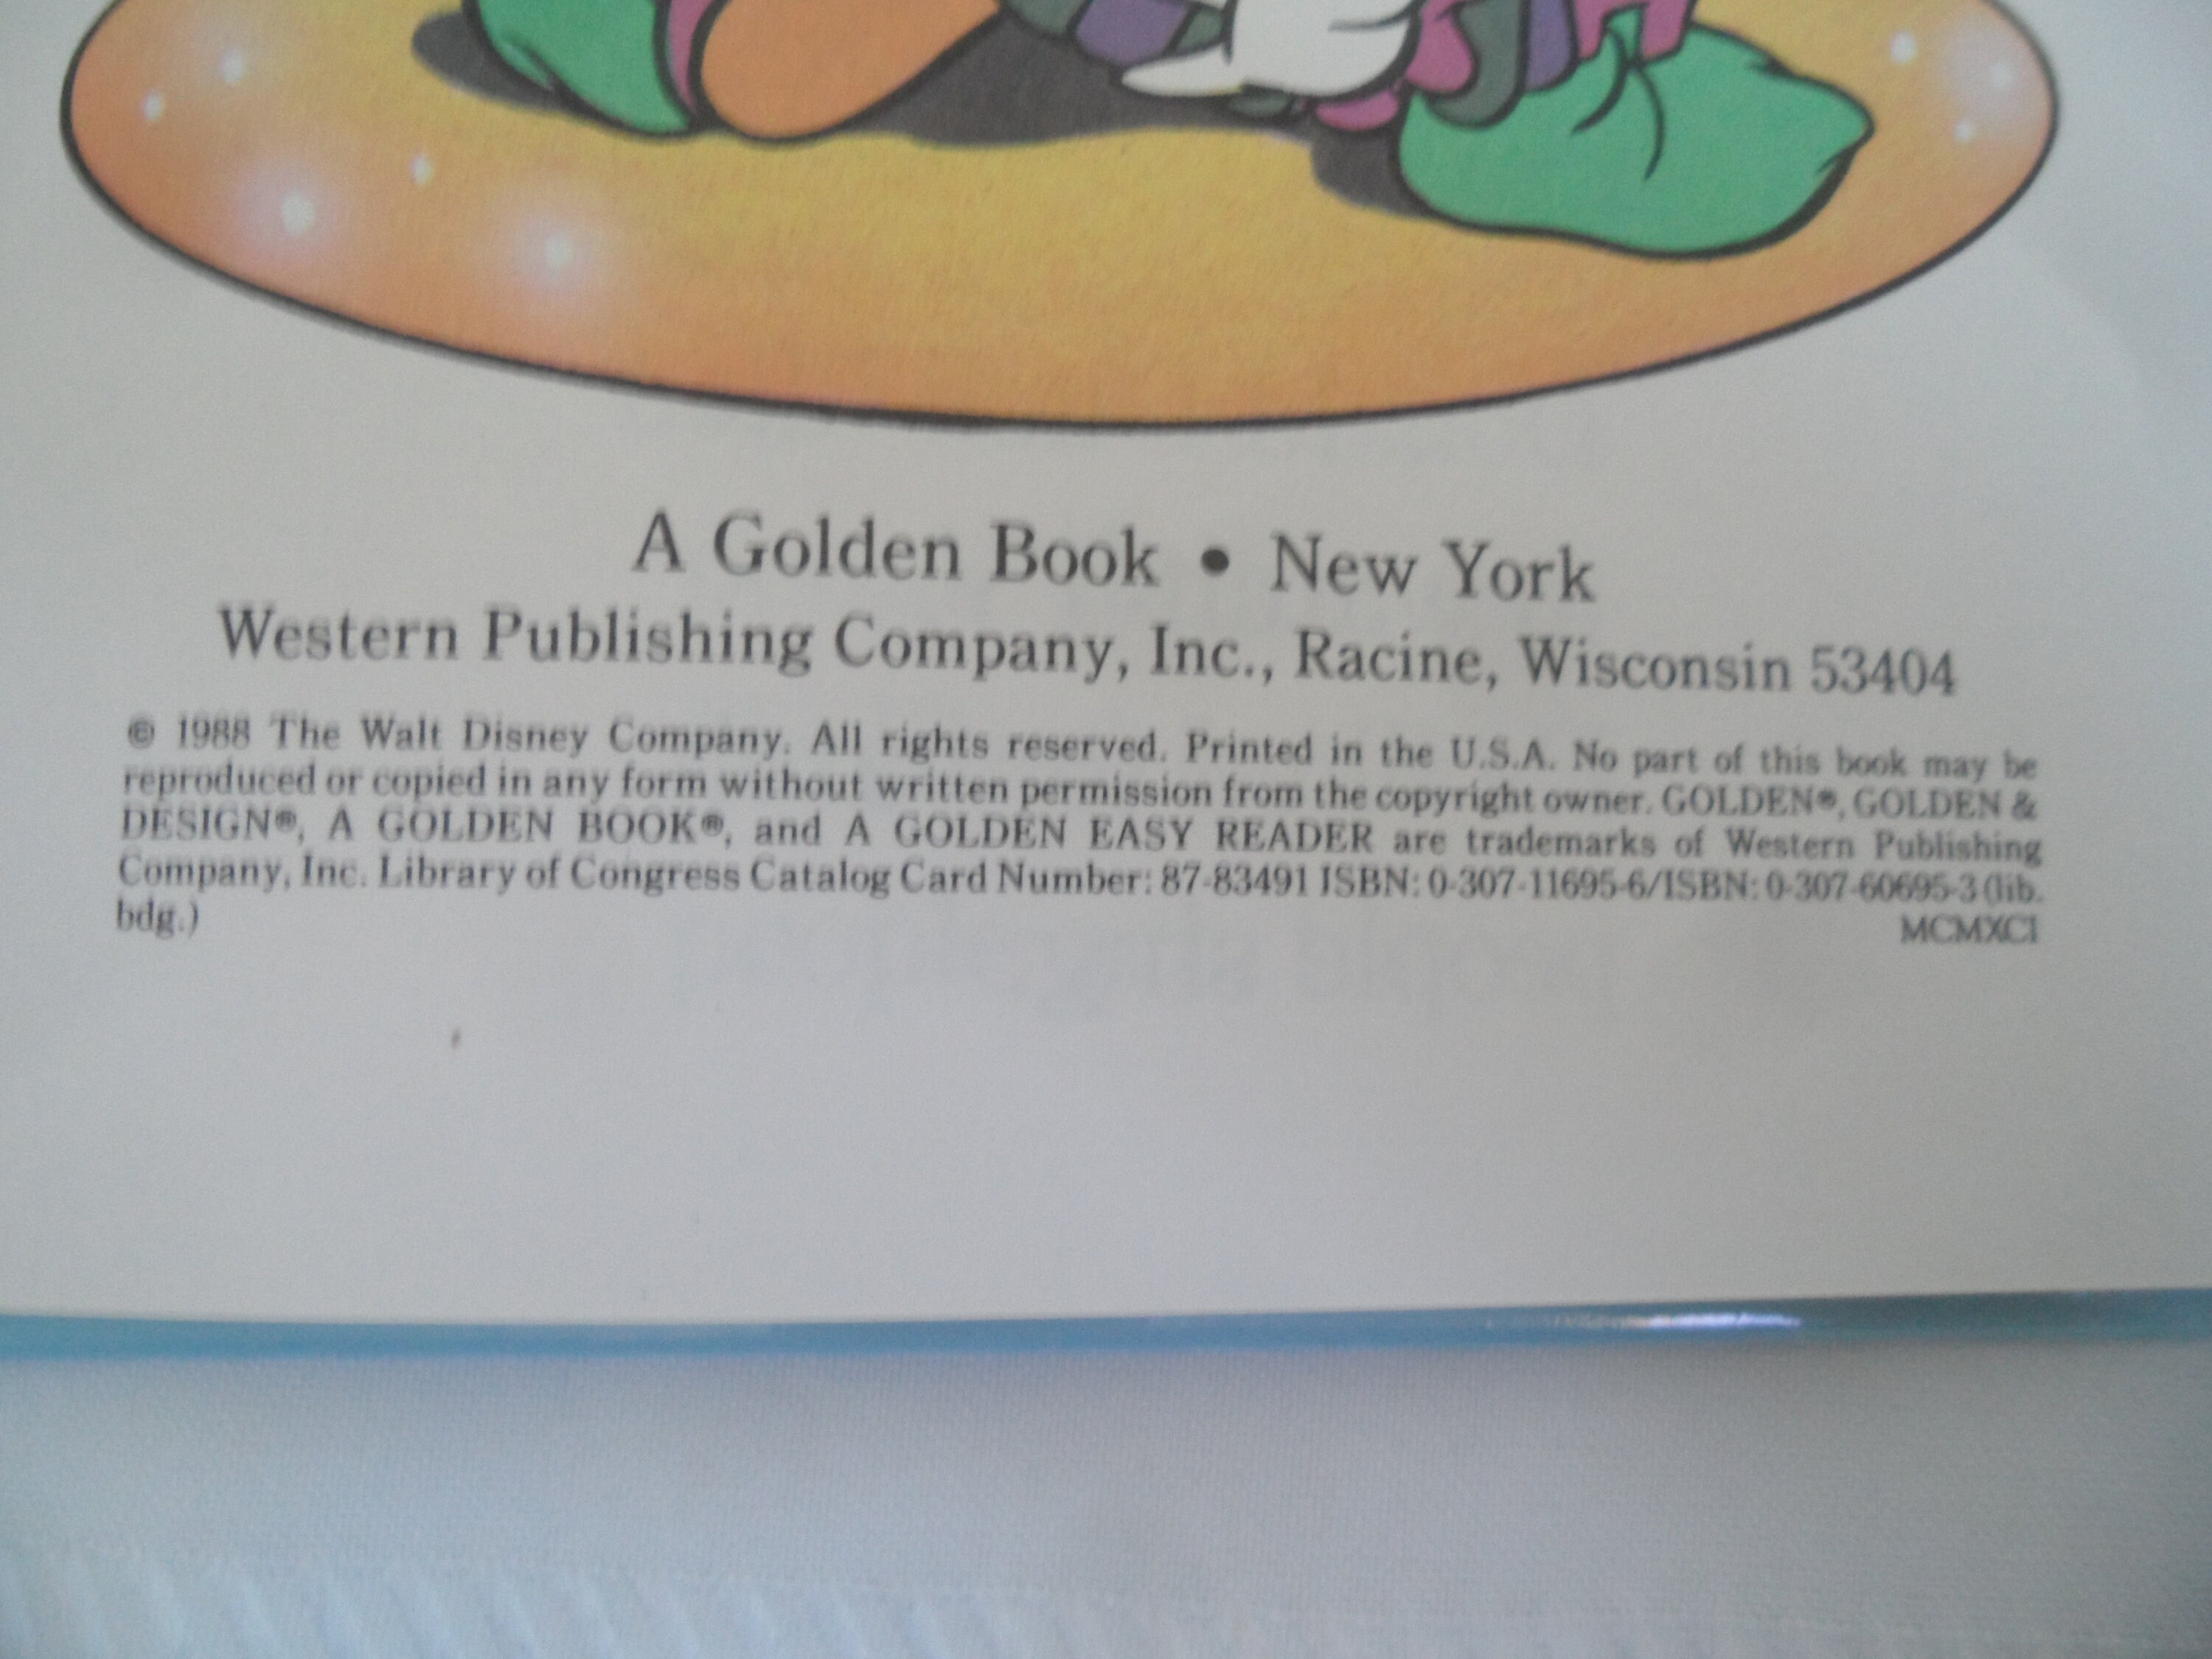 A Golden Book • New York
Western Publishing Company, Inc., Racine, Wisconsin 53404
© 1988 The Walt Disney Company. All rights reserved. Printed in the U.S.A. No part of this book may be
reproduced or copied in any form without written permission from the copyright owner. GOLDEN®, GOLDEN &
DESIGN®, A GOLDEN BOOK®, and A GOLDEN EASY READER are trademarks of Western Publishing
Company, Inc. Library of Congress Catalog Card Number: 87-83491 ISBN: 0-307-11695-6/ISBN: 0-307-60695-3 (lib.
bdg.) MCMXCI